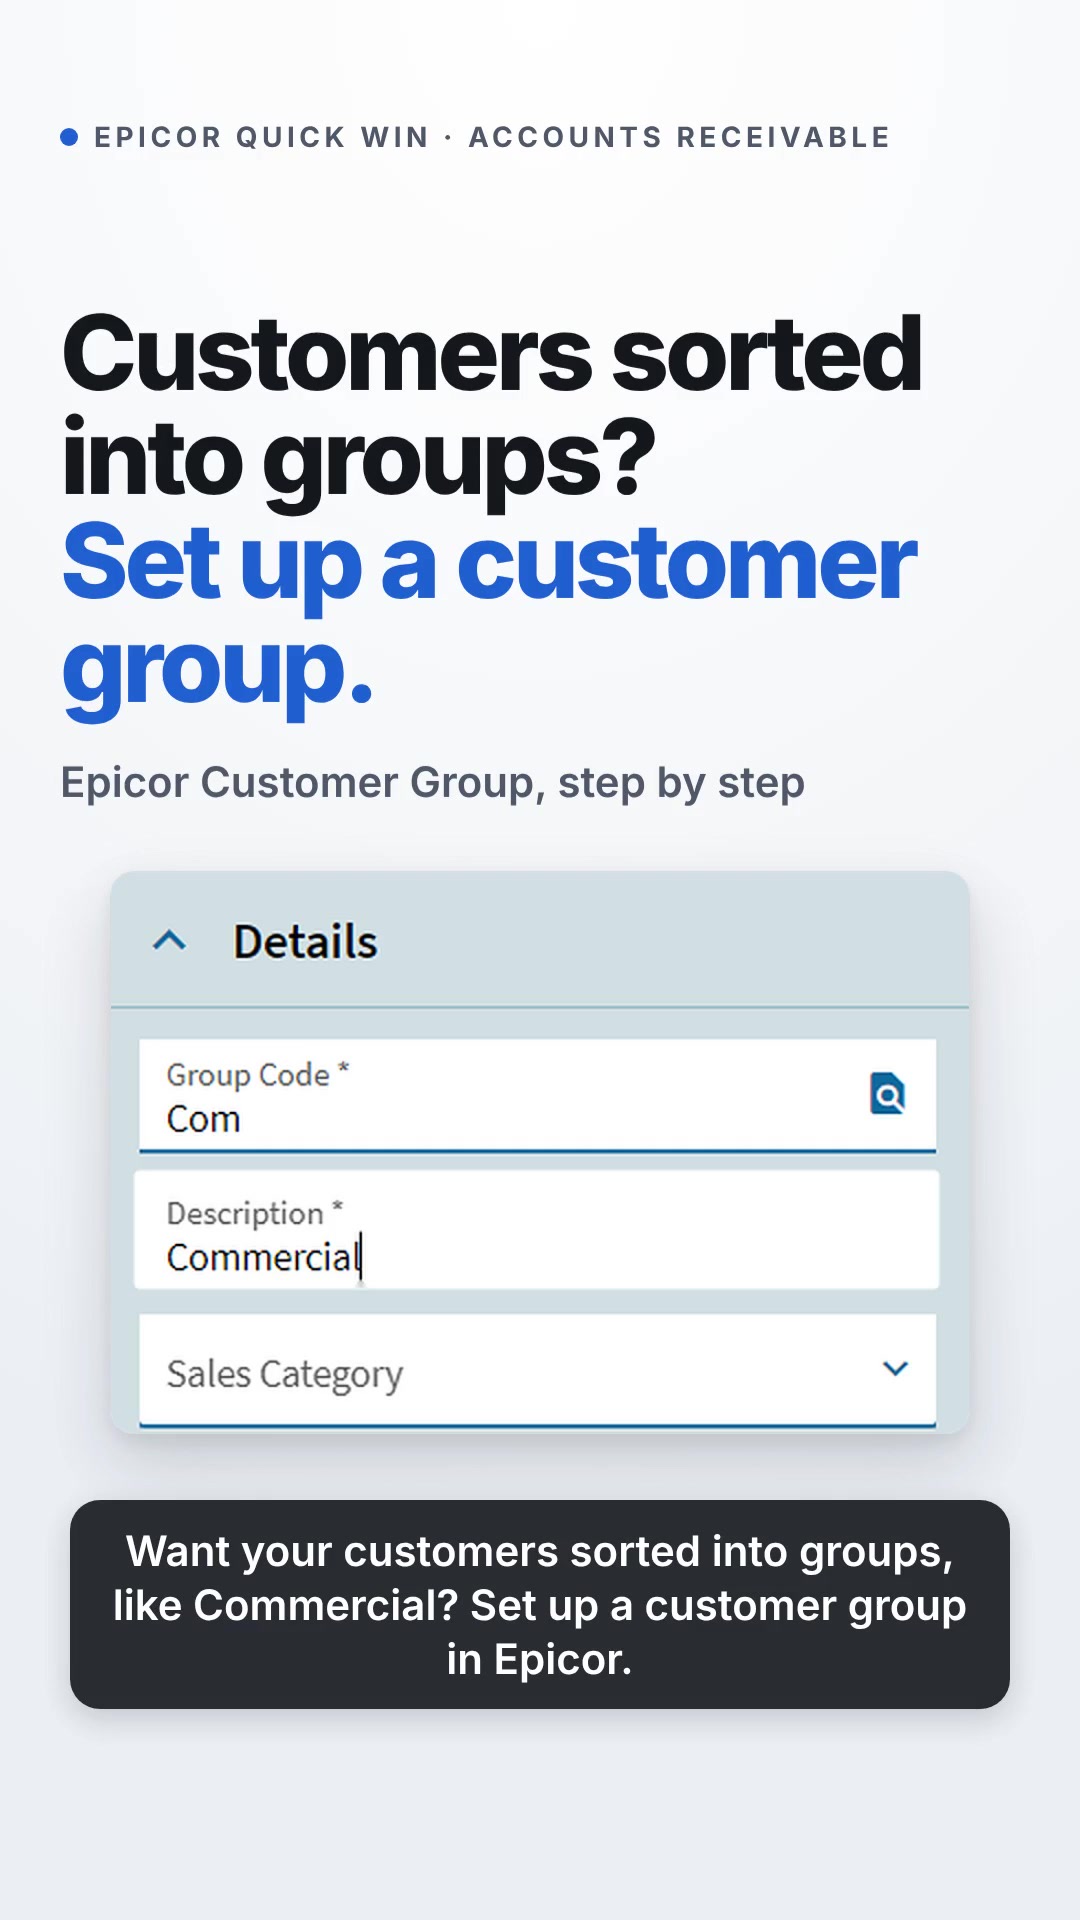 EPICOR QUICK WIN · ACCOUNTS RECEIVABLE
Customers sorted
into groups?
Set up a customer
group.
Epicor Customer Group, step by step
Details
Group Code *
Com
Description *
Commercial
Sales Category
Want your customers sorted into groups,
like Commercial? Set up a customer group
in Epicor.